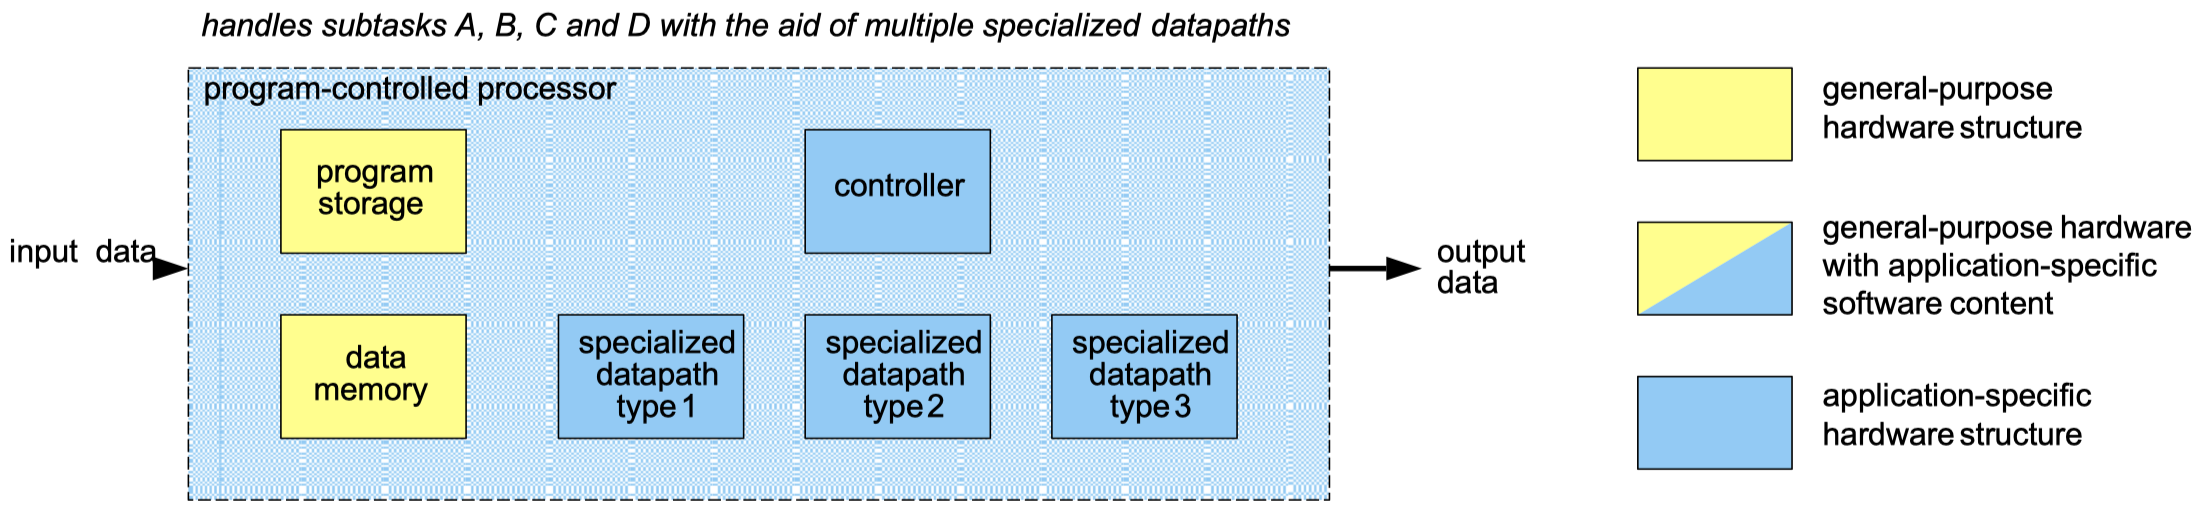 handles subtasks A, B, C and D with the aid of multiple specialized datapaths
program-controlled processor
program
storage
controller
input data
output
data
data
memory
specialized
datapath
type 1
specialized
datapath
type 2
specialized
datapath
type 3
general-purpose
hardware structure
general-purpose hardware
with application-specific
software content
application-specific
hardware structure